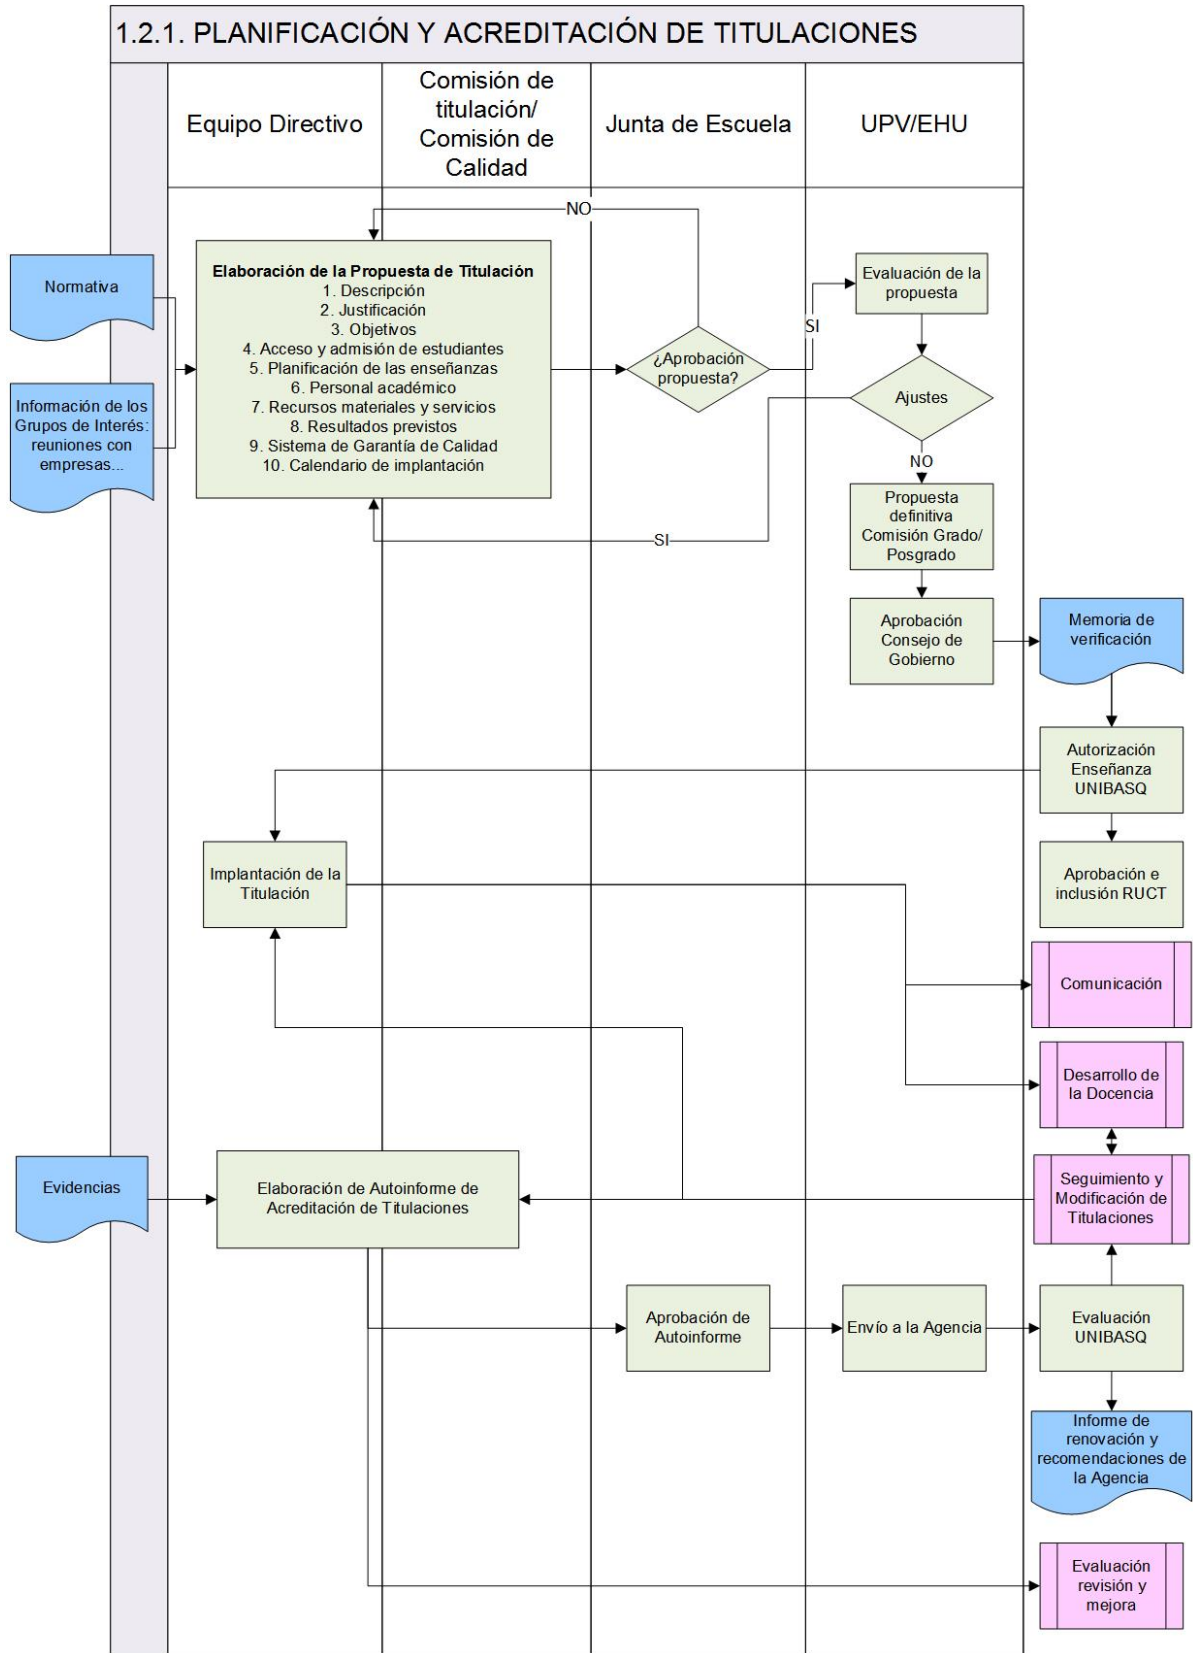 1.2.1. PLANIFICACIÓN Y ACREDITACIÓN DE TITULACIONES
Equipo Directivo
Comisión de
titulación/
Comisión de
Calidad
Junta de Escuela
UPV/EHU
NO
Normativa
Información de los
Grupos de Interés:
reuniones con
empresas...
Elaboración de la Propuesta de Titulación
1. Descripción
2. Justificación
3. Objetivos
4. Acceso y admisión de estudiantes
5. Planificación de las enseñanzas
6. Personal académico
7. Recursos materiales y servicios
8. Resultados previstos
9. Sistema de Garantía de Calidad
10. Calendario de implantación
¿Aprobación
propuesta?
SI
Evaluación de la
propuesta
Ajustes
NO
SI
Propuesta
definitiva
Comisión Grado/
Posgrado
Aprobación
Consejo de
Gobierno
Memoria de
verificación
Autorización
Enseñanza
UNIBASQ
Implantación de la
Titulación
Aprobación e
inclusión RUCT
Comunicación
Desarrollo de
la Docencia
Evidencias
Elaboración de Autoinforme de
Acreditación de Titulaciones
Seguimiento y
Modificación de
Titulaciones
Aprobación de
Autoinforme
Envío a la Agencia
Evaluación
UNIBASQ
Informe de
renovación y
recomendaciones de
la Agencia
Evaluación
revisión y
mejora